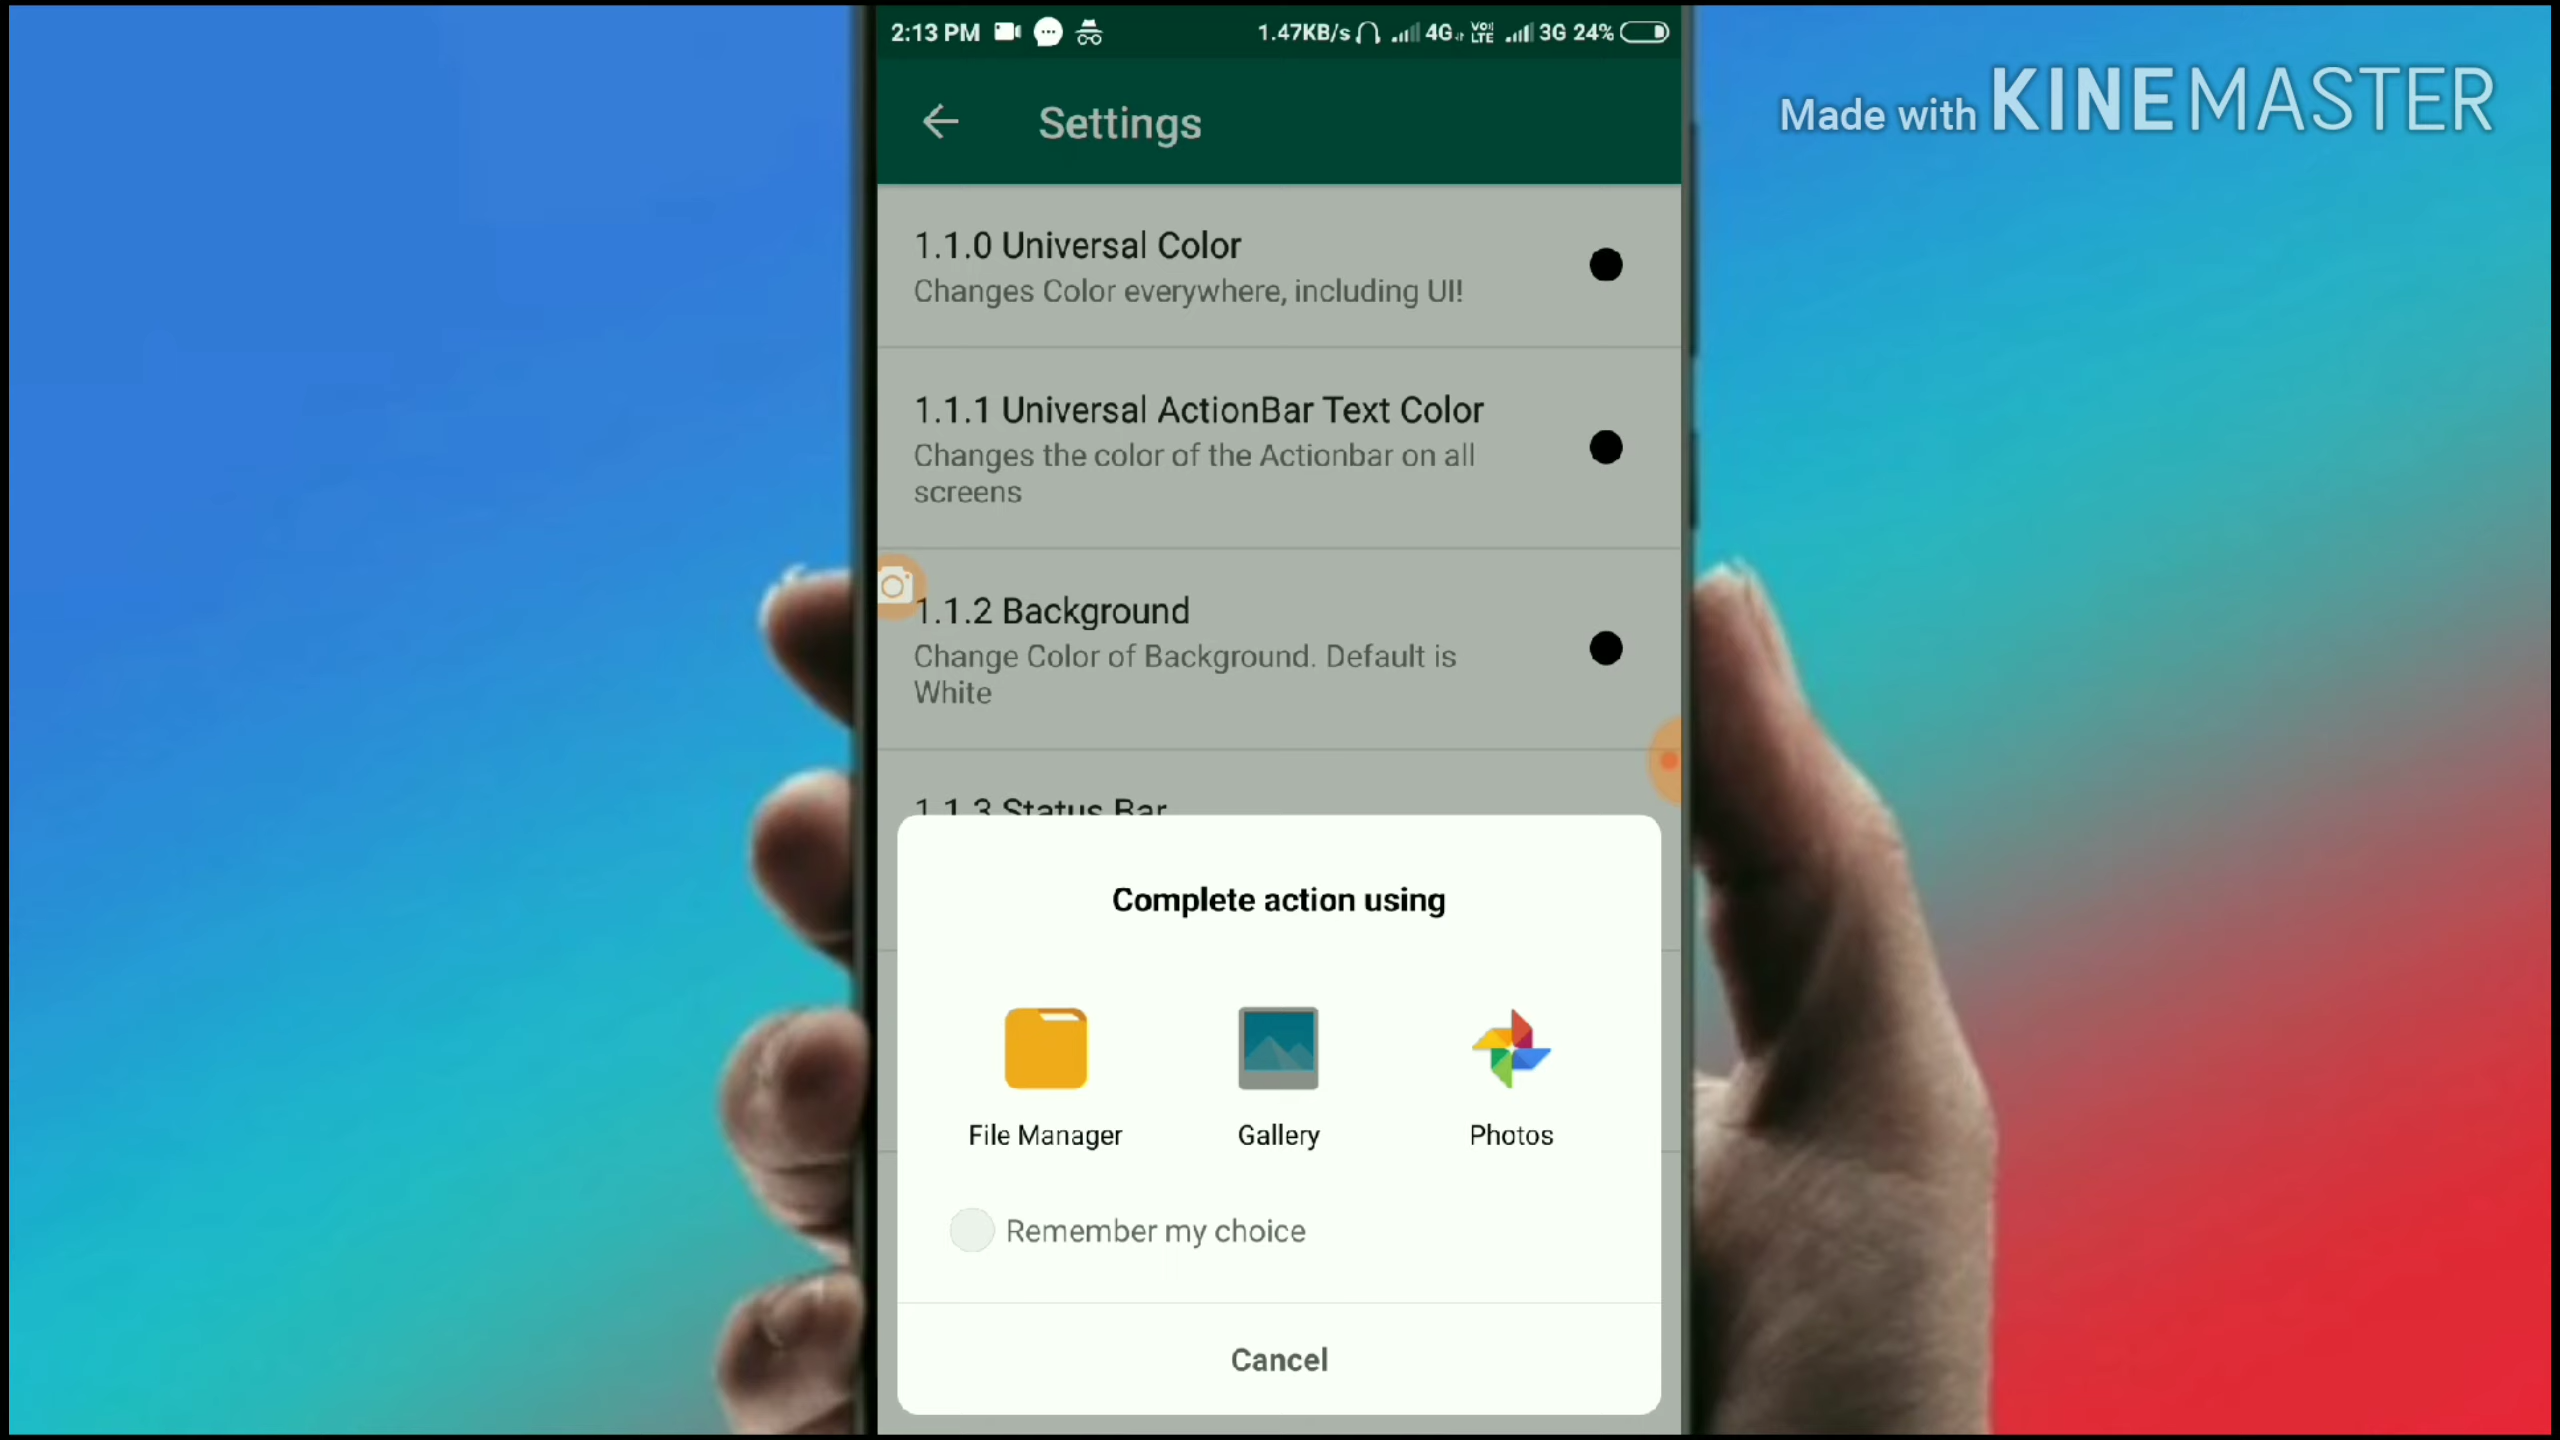 2:13 PM 1.47KB/s 4G VoLTE 3G 24%
Made with KINEMASTER
Settings
1.1.0 Universal Color
Changes Color everywhere, including UI!
1.1.1 Universal ActionBar Text Color
Changes the color of the Actionbar on all
screens
1.1.2 Background
Change Color of Background. Default is
White
1.1.3 Status Bar
Complete action using
File Manager Gallery Photos
Remember my choice
Cancel